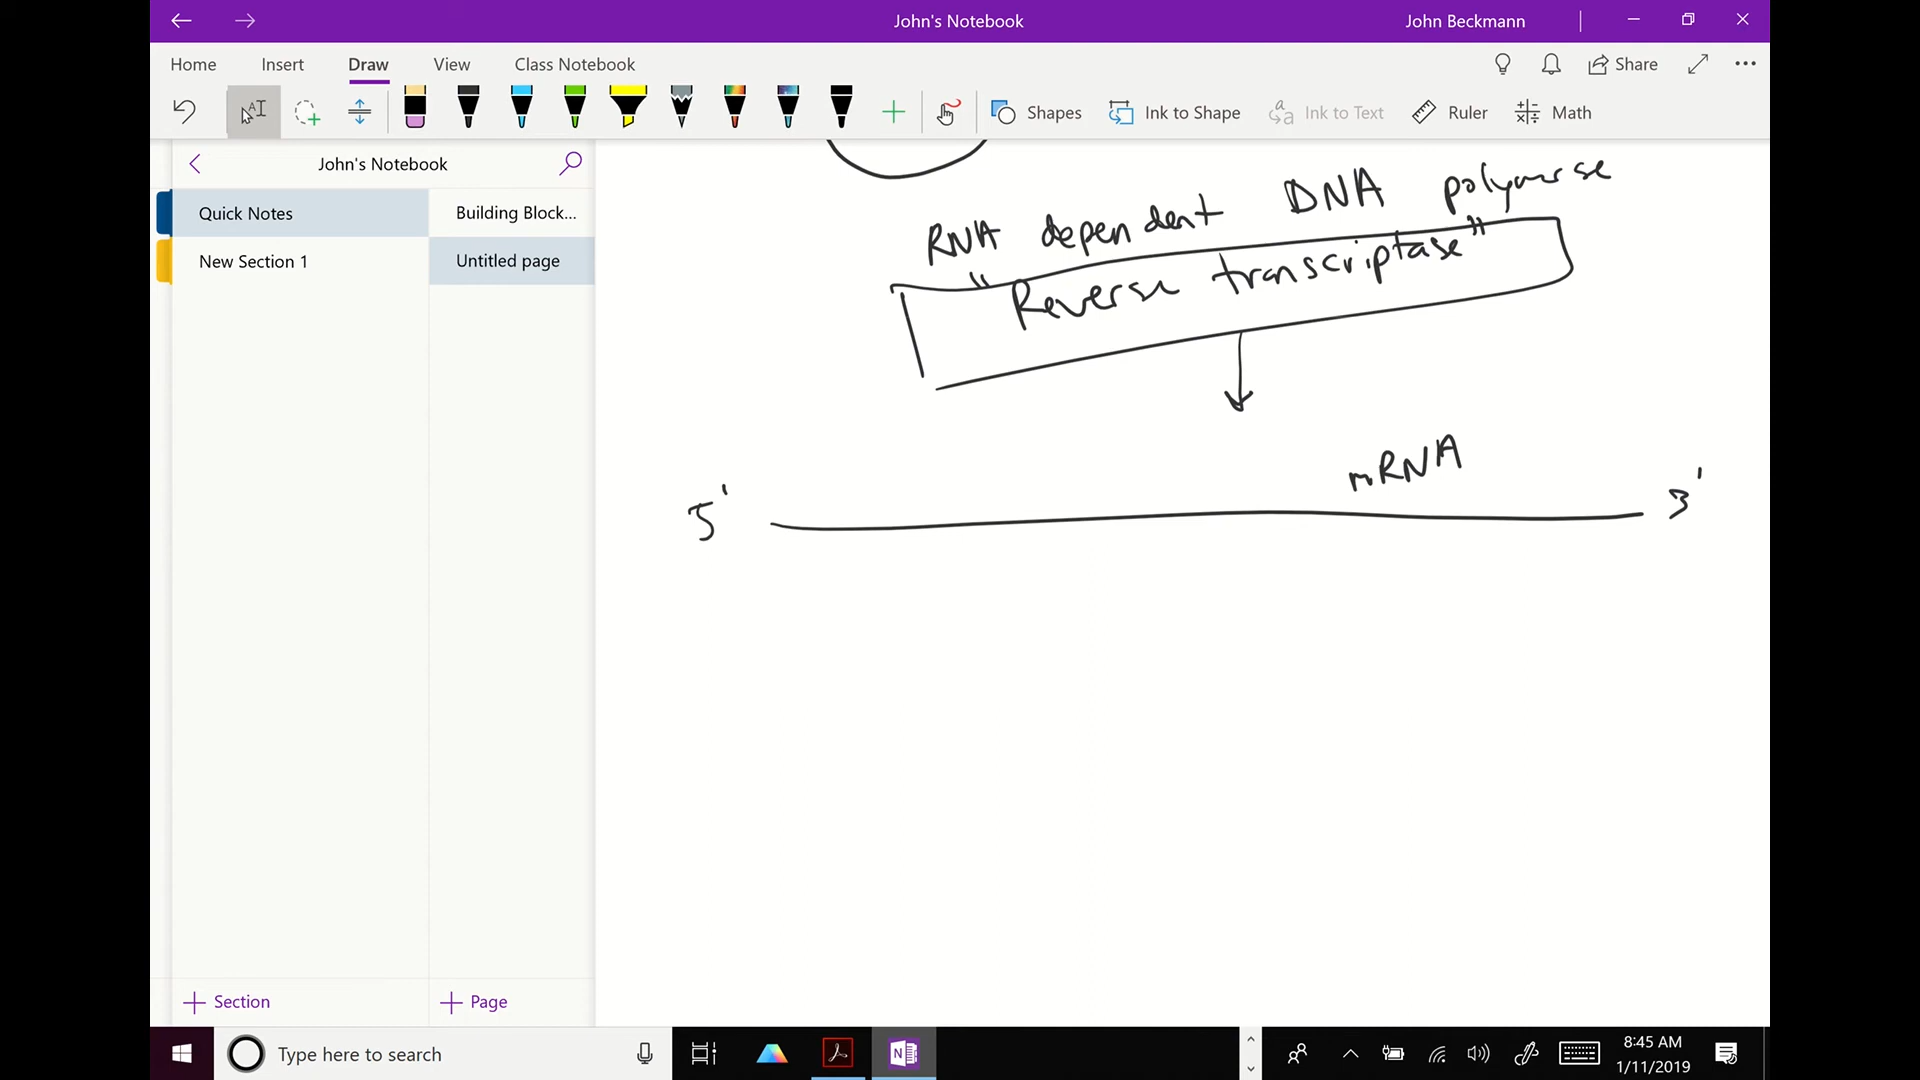 John's Notebook
John Beckmann
Home Insert Draw View Class Notebook
Share
Shapes Ink to Shape Ink to Text Ruler Math
John's Notebook
Quick Notes
New Section 1
Building Block...
Untitled page
RNA dependent DNA polymerse
"Reverse transcriptase"
mRNA
5' 3'
Section
Page
Type here to search
8:45 AM
1/11/2019